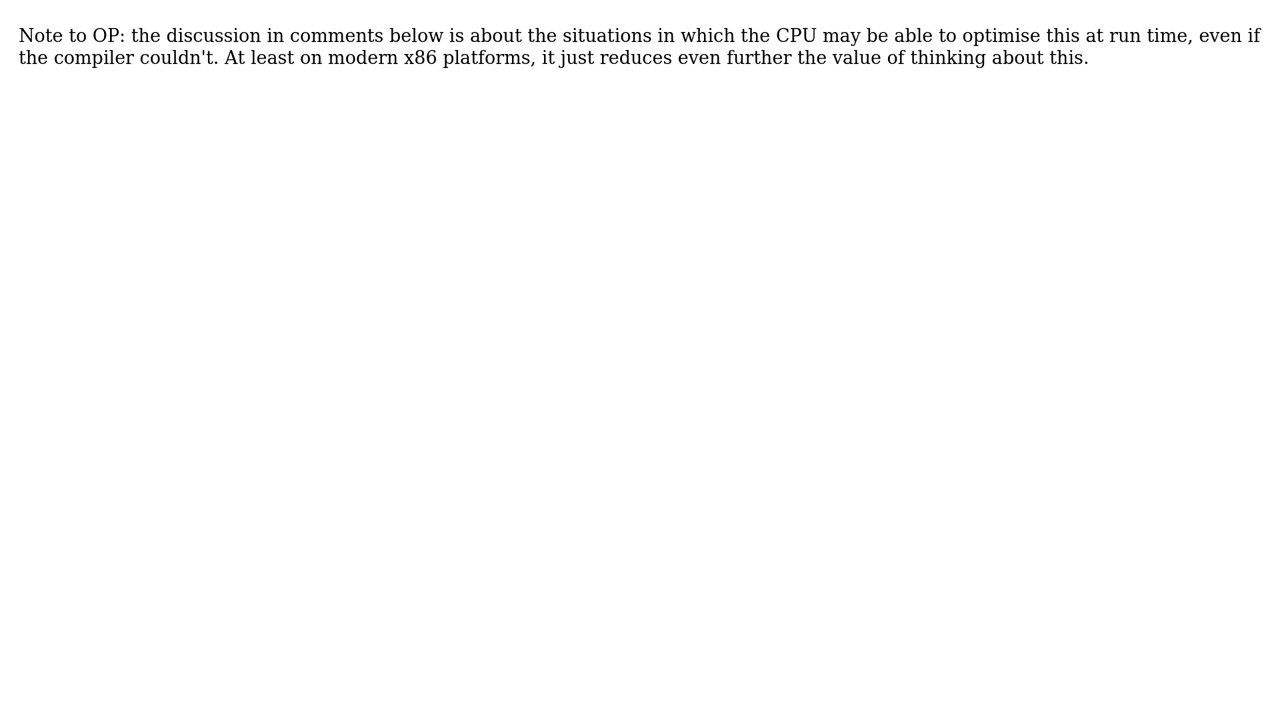 Note to OP: the discussion in comments below is about the situations in which the CPU may be able to optimise this at run time, even if
the compiler couldn't. At least on modern x86 platforms, it just reduces even further the value of thinking about this.